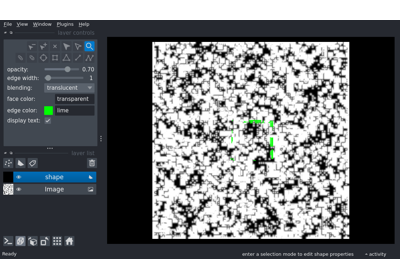 File View Window Plugins Help
layer controls
opacity: 0.70
edge width: 1
blending: translucent
face color: transparent
edge color: lime
display text:
layer list
shape
Image
Ready
enter a selection mode to edit shape properties
activity